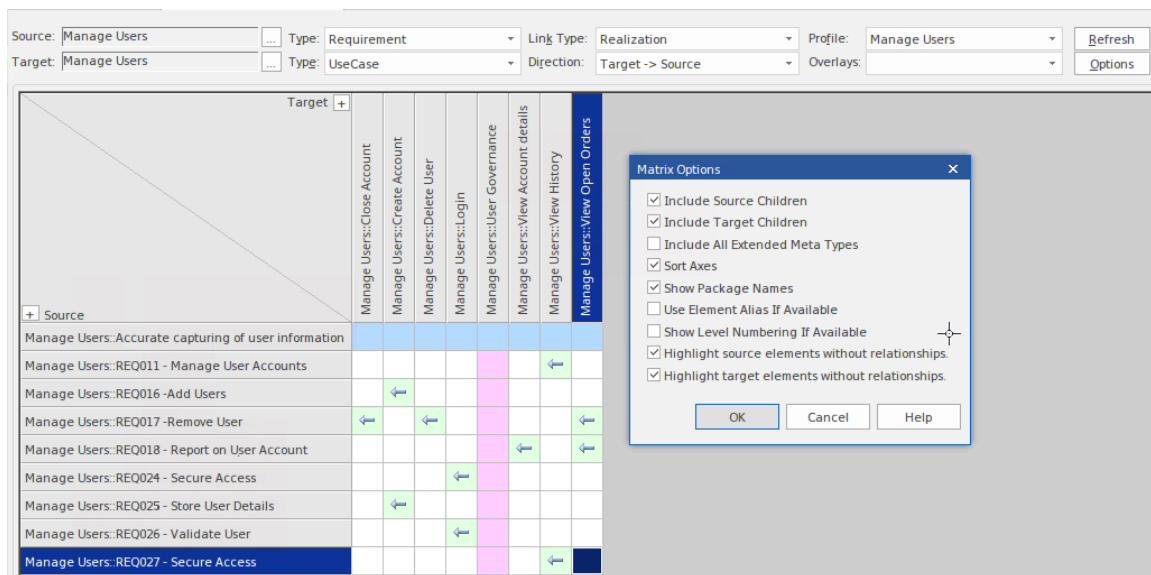 Source: Manage Users ... Type: Requirement Link Type: Realization Profile: Manage Users Refresh
Target: Manage Users ... Type: UseCase Direction: Target -> Source Overlays: Options
Target +
Manage Users::Close Account
Manage Users::Create Account
Manage Users::Delete User
Manage Users::Login
Manage Users::User Governance
Manage Users::View Account details
Manage Users::View History
Manage Users::View Open Orders
+ Source
Manage Users::Accurate capturing of user information
Manage Users::REQ011 - Manage User Accounts
Manage Users::REQ016 -Add Users
Manage Users::REQ017 -Remove User
Manage Users::REQ018 - Report on User Account
Manage Users::REQ024 - Secure Access
Manage Users::REQ025 - Store User Details
Manage Users::REQ026 - Validate User
Manage Users::REQ027 - Secure Access
Matrix Options
Include Source Children
Include Target Children
Include All Extended Meta Types
Sort Axes
Show Package Names
Use Element Alias If Available
Show Level Numbering If Available
Highlight source elements without relationships.
Highlight target elements without relationships.
OK Cancel Help